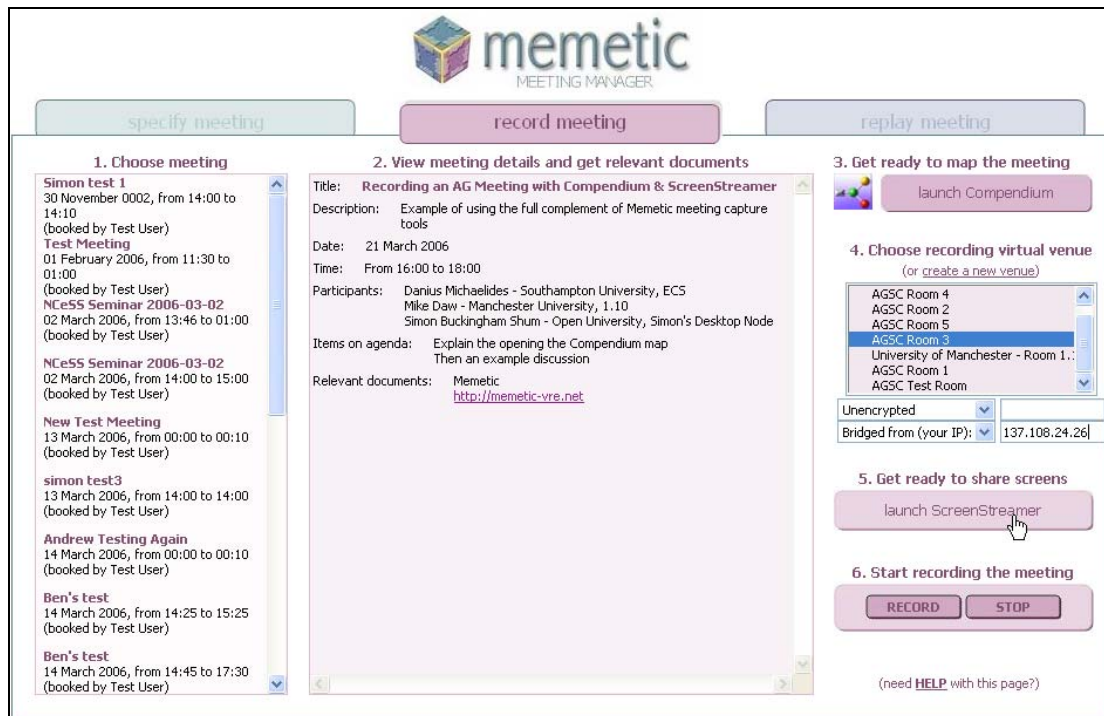 memetic
MEETING MANAGER
specify meeting
record meeting
replay meeting
1. Choose meeting
Simon test 1
30 November 0002, from 14:00 to
14:10
(booked by Test User)
Test Meeting
01 February 2006, from 11:30 to
01:00
(booked by Test User)
NCeSS Seminar 2006-03-02
02 March 2006, from 13:46 to 01:00
(booked by Test User)
NCeSS Seminar 2006-03-02
02 March 2006, from 14:00 to 15:00
(booked by Test User)
New Test Meeting
13 March 2006, from 00:00 to 00:10
(booked by Test User)
simon test3
13 March 2006, from 14:00 to 14:00
(booked by Test User)
Andrew Testing Again
14 March 2006, from 00:00 to 00:10
(booked by Test User)
Ben's test
14 March 2006, from 14:25 to 15:25
(booked by Test User)
Ben's test
14 March 2006, from 14:45 to 17:30
(booked by Test User)
2. View meeting details and get relevant documents
Title: Recording an AG Meeting with Compendium & ScreenStreamer
Description: Example of using the full complement of Memetic meeting capture
tools
Date: 21 March 2006
Time: From 16:00 to 18:00
Participants: Danius Michaelides - Southampton University, ECS
Mike Daw - Manchester University, 1.10
Simon Buckingham Shum - Open University, Simon's Desktop Node
Items on agenda: Explain the opening the Compendium map
Then an example discussion
Relevant documents: Memetic
http://memetic-vre.net
3. Get ready to map the meeting
launch Compendium
4. Choose recording virtual venue
(or create a new venue)
AGSC Room 4
AGSC Room 2
AGSC Room 5
AGSC Room 3
University of Manchester - Room 1.
AGSC Room 1
AGSC Test Room
Unencrypted
Bridged from (your IP): 137.108.24.26
5. Get ready to share screens
launch ScreenStreamer
6. Start recording the meeting
RECORD STOP
(need HELP with this page?)